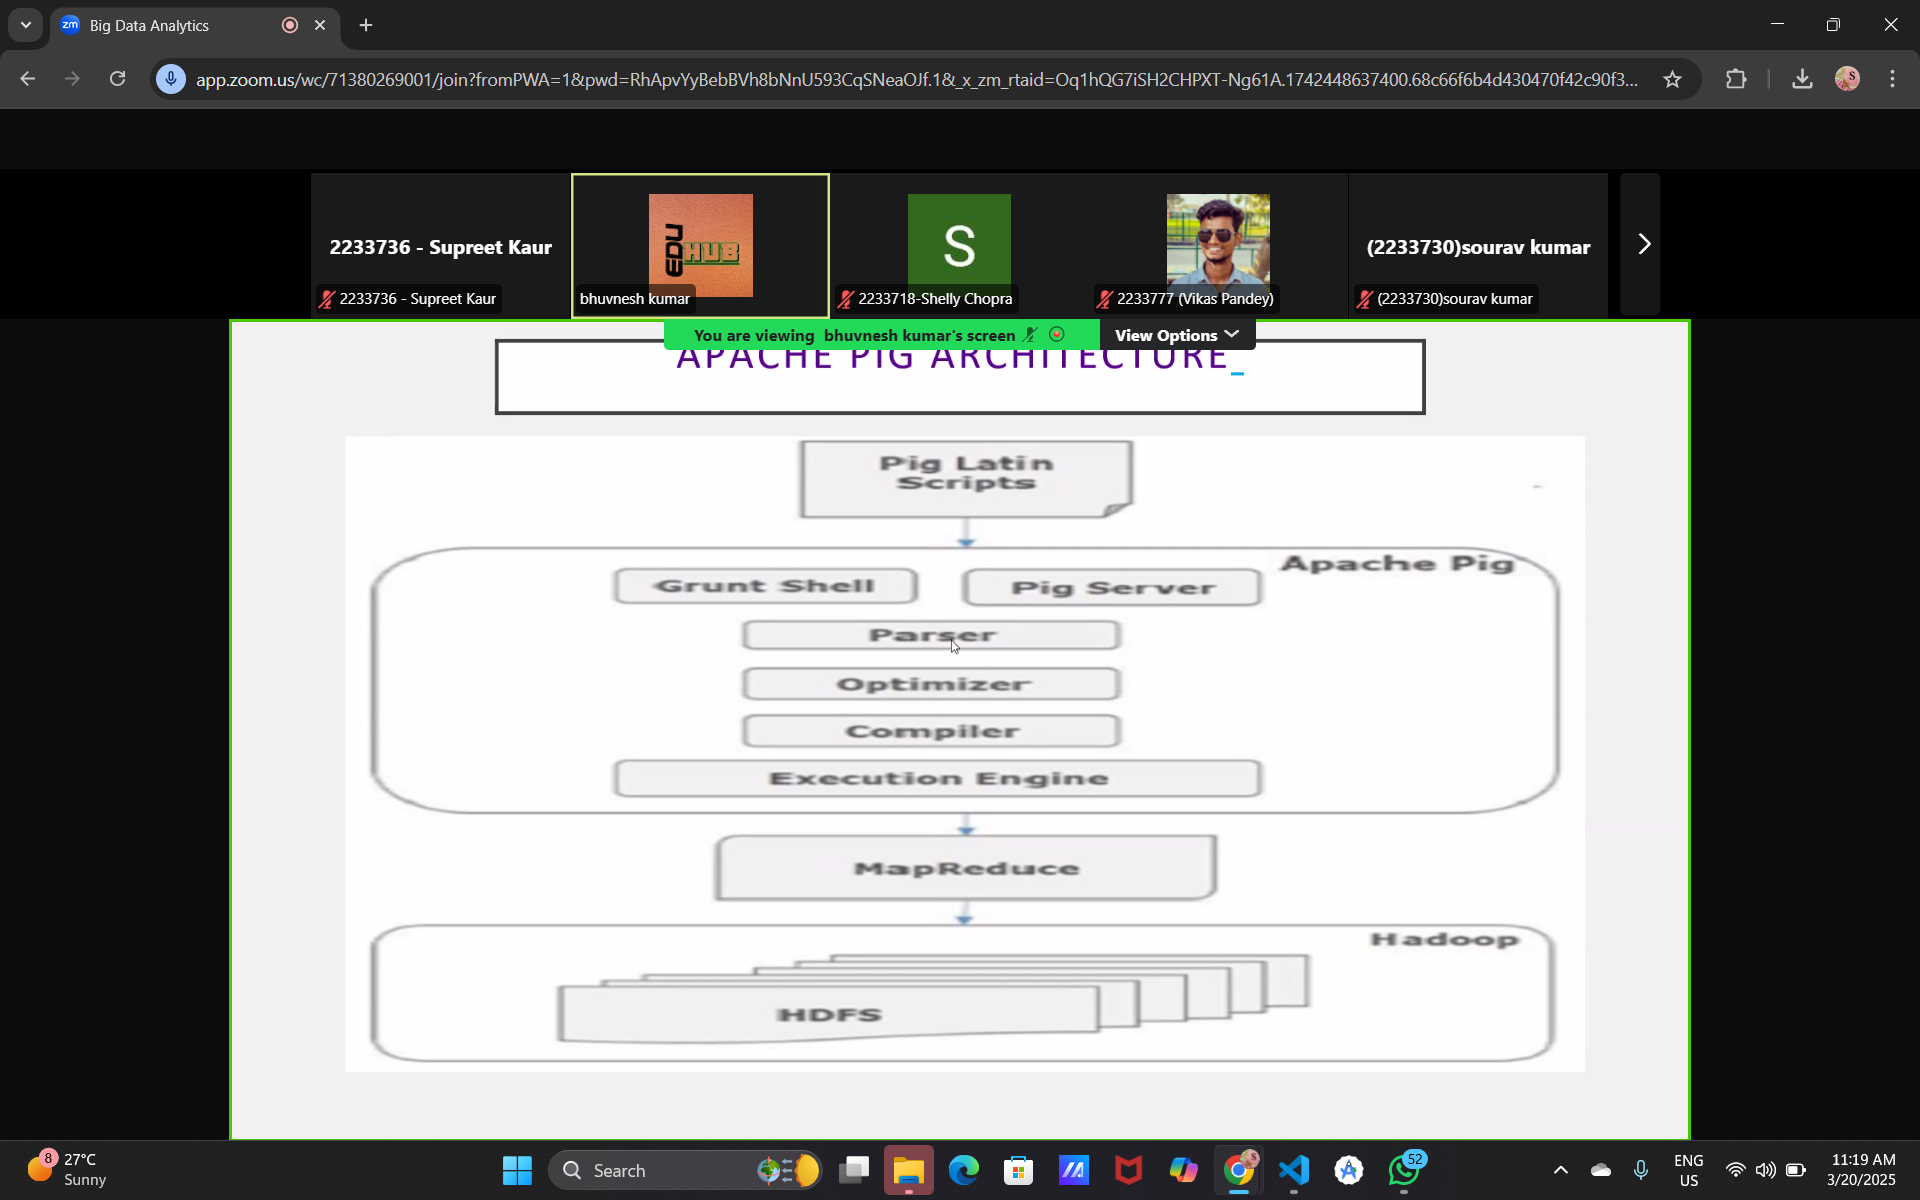 Big Data Analytics
app.zoom.us/wc/71380269001/join?fromPWA=1&pwd=RhApvYyBebBVh8bNnU593CqSNeaOJf.1&_x_zm_rtaid=Oq1hQG7iSH2CHPXT-Ng61A.1742448637400.68c66f6b4d430470f42c90f3...
2233736 - Supreet Kaur
EDU HUB
S
(2233730)sourav kumar
2233736 - Supreet Kaur
bhuvnesh kumar
2233718-Shelly Chopra
2233777 (Vikas Pandey)
(2233730)sourav kumar
You are viewing bhuvnesh kumar's screen
View Options
APACHE PIG ARCHITECTURE_
Pig Latin
Scripts
Apache Pig
Grunt Shell
Pig Server
Parser
Optimizer
Compiler
Execution Engine
MapReduce
Hadoop
HDFS
8
27°C
Sunny
Search
52
ENG
US
11:19 AM
3/20/2025